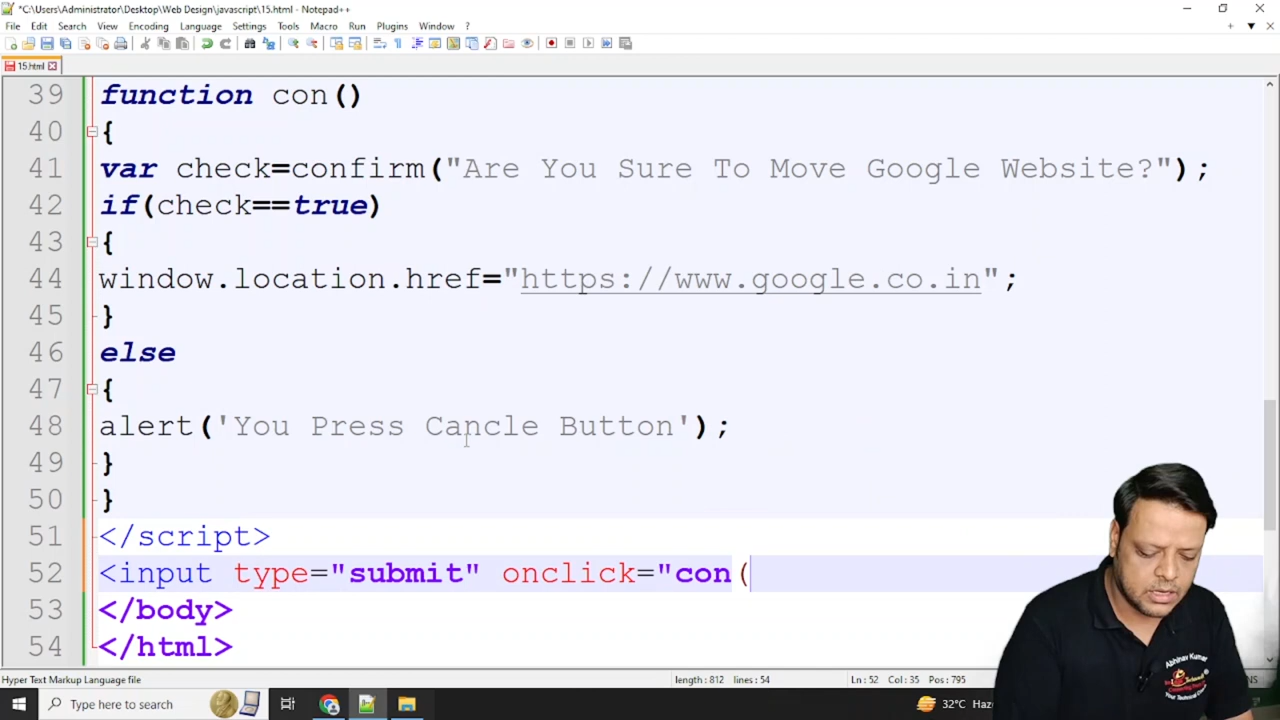 *C:\Users\Administrator\Desktop\Web Design\javascript\15.html - Notepad++
File Edit Search View Encoding Language Settings Tools Macro Run Plugins Window ?
15.html
39 function con()
40 {
41 var check=confirm("Are You Sure To Move Google Website?");
42 if(check==true)
43 {
44 window.location.href="https://www.google.co.in";
45 }
46 else
47 {
48 alert('You Press Cancle Button');
49 }
50 }
51 </script>
52 <input type="submit" onclick="con(
53 </body>
54 </html>
Abhinav Kumar
Hyper Text Markup Language file length : 812 lines : 54 Ln : 52 Col : 35 Pos : 795
Type here to search 32°C Haz